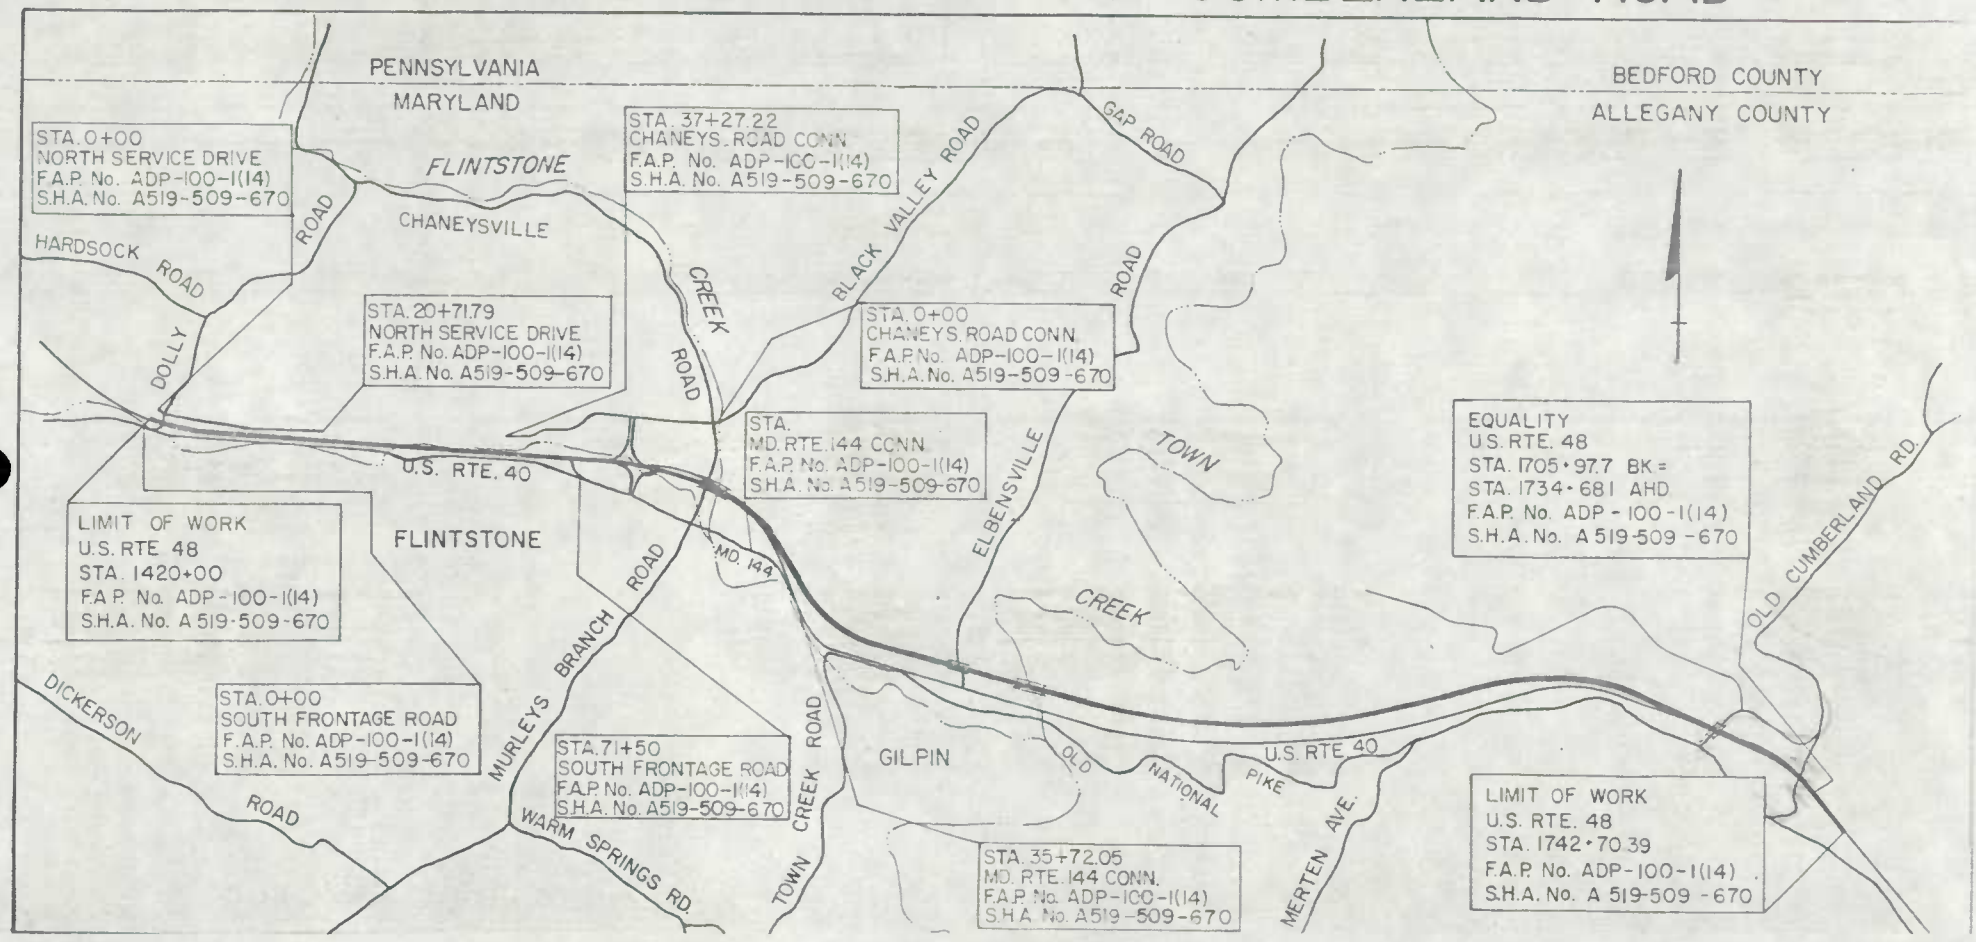 PENNSYLVANIA
MARYLAND
BEDFORD COUNTY
ALLEGANY COUNTY
STA. 0+00
NORTH SERVICE DRIVE
F.A.P. No. ADP-100-1(14)
S.H.A. No. A519-509-670
FLINTSTONE
CREEK
STA. 37+27.22
CHANEYS. ROAD CONN.
F.A.P. No. ADP-100-1(14)
S.H.A. No. A519-509-670
BLACK VALLEY ROAD
GAP ROAD
HARDSOCK ROAD
DOLLY
ROAD
CHANEYSVILLE
ROAD
STA. 20+71.79
NORTH SERVICE DRIVE
F.A.P. No. ADP-100-1(14)
S.H.A. No. A519-509-670
STA. 0+00
CHANEYS. ROAD CONN.
F.A.P. No. ADP-100-1(14)
S.H.A. No. A519-509-670
ELBENSVILLE
ROAD
STA.
MD. RTE. 144 CONN.
F.A.P. No. ADP-100-1(14)
S.H.A. No. A519-509-670
TOWN
CREEK
EQUALITY
U.S. RTE. 48
STA. 1705+97.7 BK =
STA. 1734+68.1 AHD
F.A.P. No. ADP-100-1(14)
S.H.A. No. A 519-509-670
OLD CUMBERLAND RD.
U.S. RTE. 40
LIMIT OF WORK
U.S. RTE 48
STA. 1420+00
F.A.P. No. ADP-100-1(14)
S.H.A. No. A 519-509-670
FLINTSTONE
MD. 144
MURLEYS BRANCH ROAD
DICKERSON
ROAD
STA. 0+00
SOUTH FRONTAGE ROAD
F.A.P. No. ADP-100-1(14)
S.H.A. No. A519-509-670
STA. 71+50
SOUTH FRONTAGE ROAD
F.A.P. No. ADP-100-1(14)
S.H.A. No. A519-509-670
WARM SPRINGS RD.
TOWN CREEK ROAD
GILPIN
OLD NATIONAL PIKE
U.S. RTE. 40
MERTEN AVE.
STA. 35+72.05
MD. RTE. 144 CONN.
F.A.P. No. ADP-100-1(14)
S.H.A. No. A519-509-670
LIMIT OF WORK
U.S. RTE. 48
STA. 1742+70.39
F.A.P. No. ADP-100-1(14)
S.H.A. No. A 519-509-670